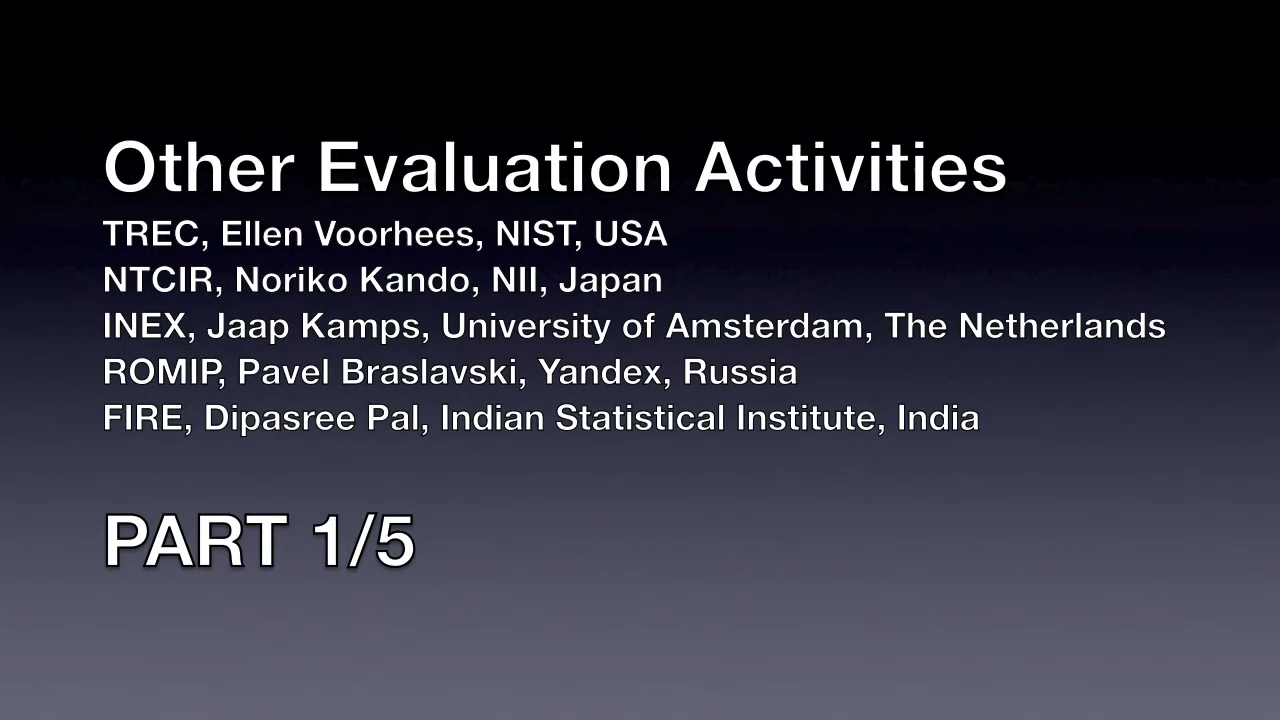 Other Evaluation Activities
TREC, Ellen Voorhees, NIST, USA
NTCIR, Noriko Kando, NII, Japan
INEX, Jaap Kamps, University of Amsterdam, The Netherlands
ROMIP, Pavel Braslavski, Yandex, Russia
FIRE, Dipasree Pal, Indian Statistical Institute, India
PART 1/5